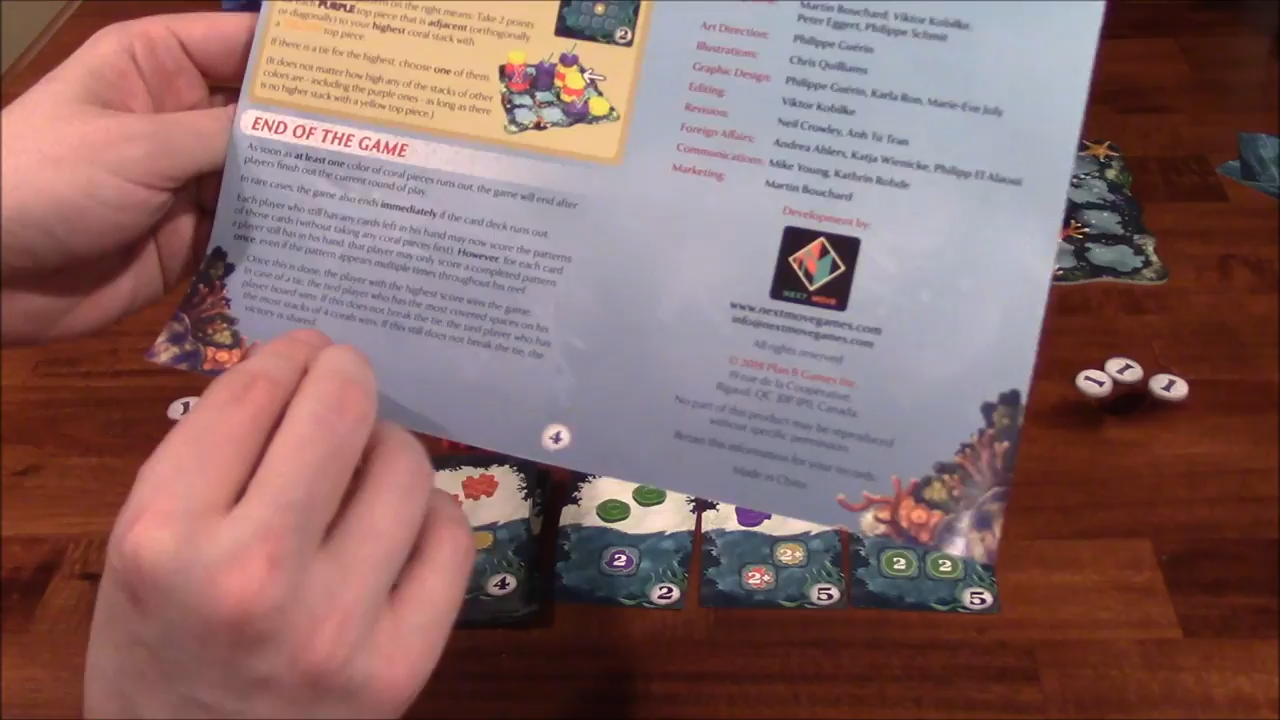 on the right means: Take 2 points
PURPLE top piece that is adjacent (orthogonally
or diagonally) to your highest coral stack with
a top piece.
If there is a tie for the highest, choose one of them.
(It does not matter how high any of the stacks of other
colors are - including the purple ones - as long as there
is no higher stack with a yellow top piece.)
2
END OF THE GAME
As soon as at least one color of coral pieces runs out, the game will end after
players finish out the current round of play.
In rare cases, the game also ends immediately if the card deck runs out.
Each player who still has any cards left in his hand may now score the patterns
of those cards (without taking any coral pieces first). However, for each card
a player still has in his hand, that player may only score a completed pattern
once, even if the pattern appears multiple times throughout his reef.
Once this is done, the player with the highest score wins the game.
In case of a tie, the tied player who has the most covered spaces on his
player board wins. If this does not break the tie, the tied player who has
the most stacks of 4 corals wins. If this still does not break the tie, the
victory is shared.
4
Martin Bouchard, Viktor Kobilke,
Peter Eggert, Philippe Schmit
Art Direction: Philippe Guérin
Illustrations: Chris Quilliams
Graphic Design: Philippe Guérin, Karla Ron, Marie-Eve Joly
Editing: Viktor Kobilke
Revision: Neil Crowley, Anh Tú Tran
Foreign Affairs: Andrea Ahlers, Katja Wienicke, Philipp El Alaoui
Communications: Mike Young, Kathrin Rohde
Marketing: Martin Bouchard
Development by:
NEXT MOVE
www.nextmovegames.com
info@nextmovegames.com
All rights reserved
© 2018 Plan B Games Inc.
19 rue de la Coopérative,
Rigaud, QC J0P 1P0, Canada.
No part of this product may be reproduced
without specific permission.
Retain this information for your records.
Made in China.
1
1
1
1
4
2
2
2+
2+
5
2
2
5